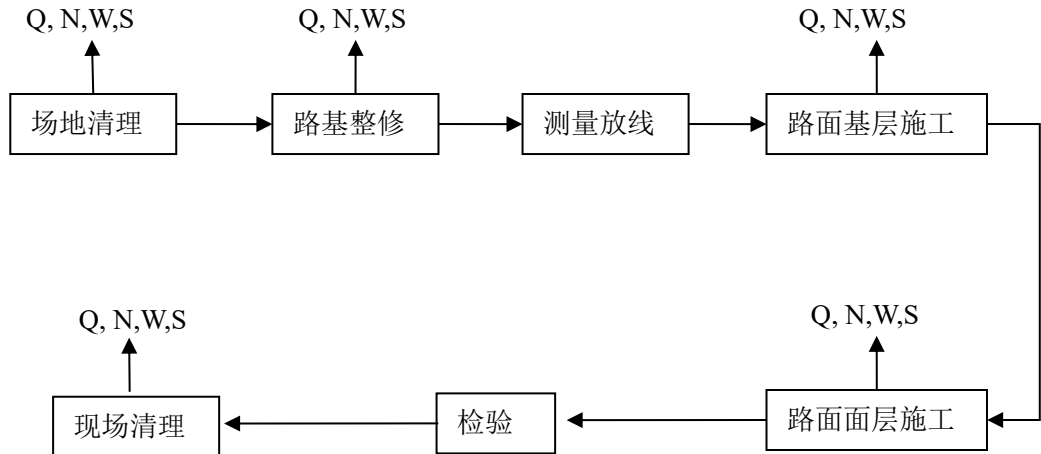 Q, N,W,S
Q, N,W,S
Q, N,W,S
场地清理
路基整修
测量放线
路面基层施工
Q, N,W,S
Q, N,W,S
路面面层施工
检验
现场清理